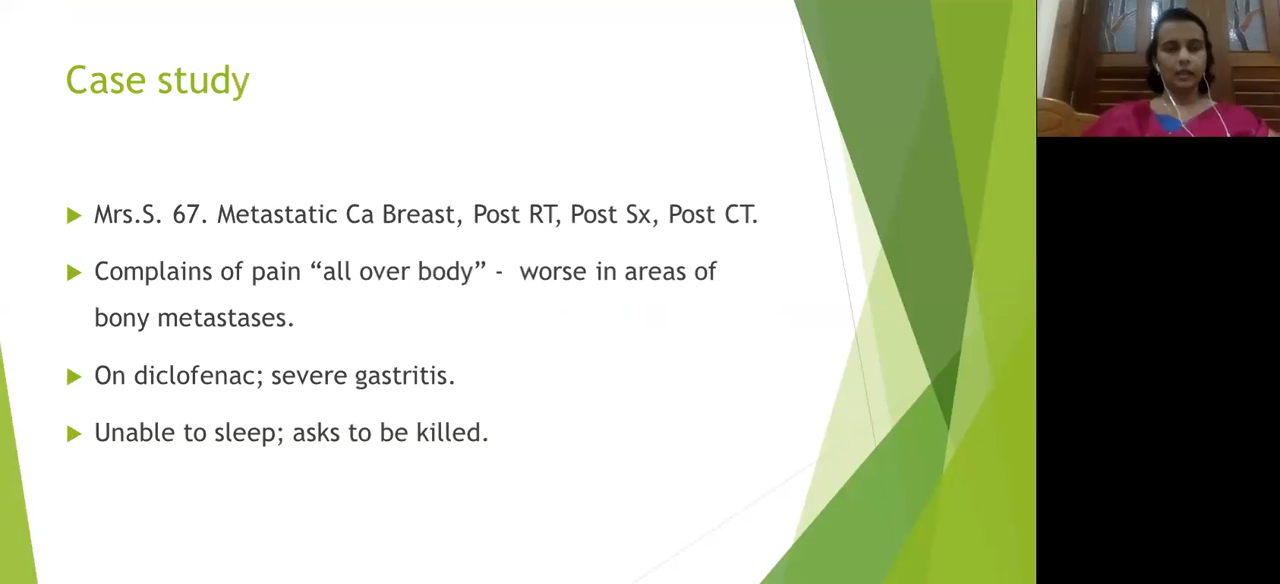 Case study
Mrs.S. 67. Metastatic Ca Breast, Post RT, Post Sx, Post CT.
Complains of pain “all over body” - worse in areas of
bony metastases.
On diclofenac; severe gastritis.
Unable to sleep; asks to be killed.